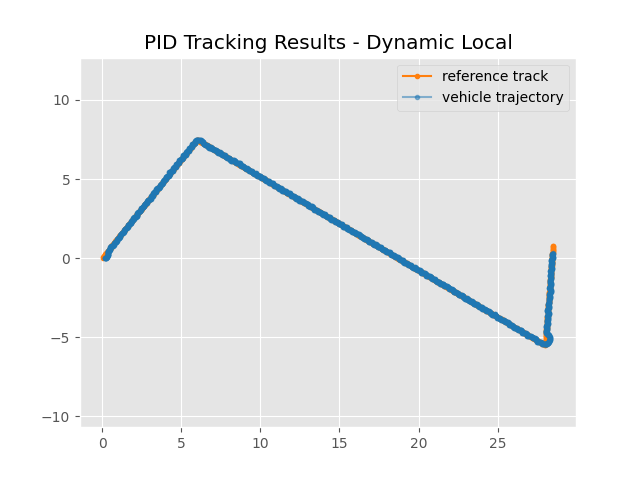 PID Tracking Results - Dynamic Local
reference track
vehicle trajectory
10
5
0
−5
−10
0 5 10 15 20 25